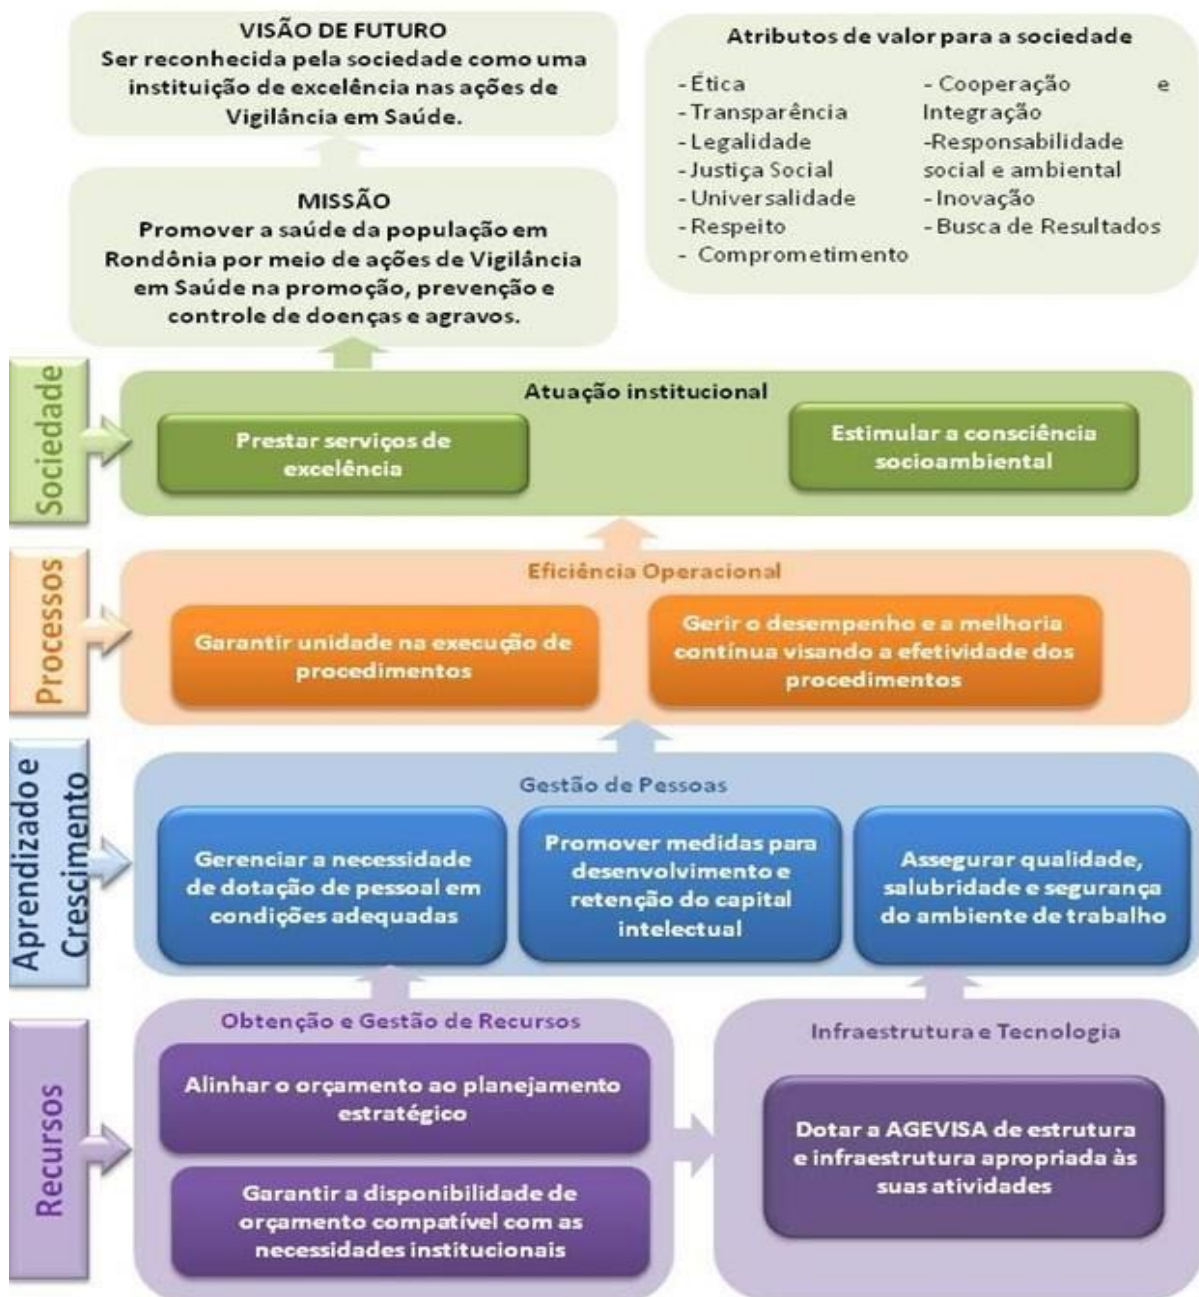 VISÃO DE FUTURO
Ser reconhecida pela sociedade como uma
instituição de excelência nas ações de
Vigilância em Saúde.
Atributos de valor para a sociedade
- Ética
- Transparência
- Legalidade
- Justiça Social
- Universalidade
- Respeito
- Comprometimento
- Cooperação e
Integração
-Responsabilidade
social e ambiental
- Inovação
- Busca de Resultados
MISSÃO
Promover a saúde da população em
Rondônia por meio de ações de Vigilância
em Saúde na promoção, prevenção e
controle de doenças e agravos.
Sociedade
Atuação institucional
Prestar serviços de
excelência
Estimular a consciência
socioambiental
Processos
Eficiência Operacional
Garantir unidade na execução de
procedimentos
Gerir o desempenho e a melhoria
contínua visando a efetividade dos
procedimentos
Aprendizado e
Crescimento
Gestão de Pessoas
Gerenciar a necessidade
de dotação de pessoal em
condições adequadas
Promover medidas para
desenvolvimento e
retenção do capital
intelectual
Assegurar qualidade,
salubridade e segurança
do ambiente de trabalho
Recursos
Obtenção e Gestão de Recursos
Alinhar o orçamento ao planejamento
estratégico
Garantir a disponibilidade de
orçamento compatível com as
necessidades institucionais
Infraestrutura e Tecnologia
Dotar a AGEVISA de estrutura
e infraestrutura apropriada às
suas atividades